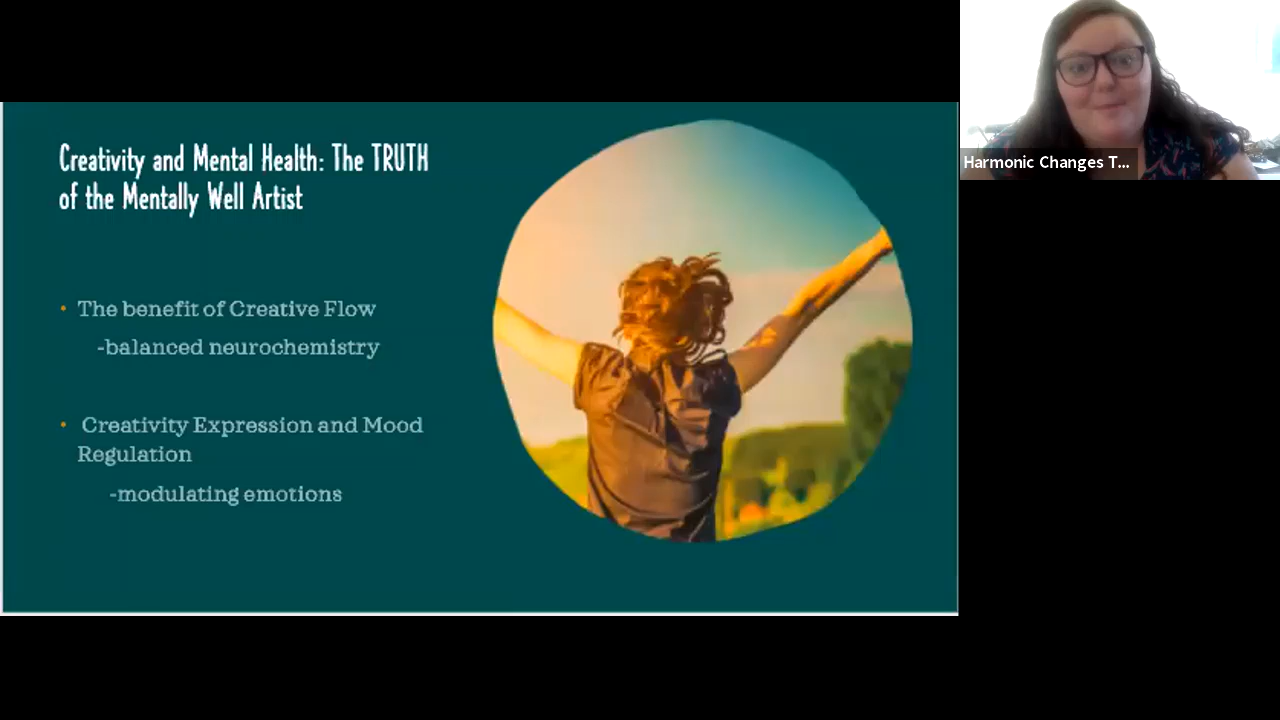 Creativity and Mental Health: The TRUTH
of the Mentally Well Artist
• The benefit of Creative Flow
-balanced neurochemistry
• Creativity Expression and Mood
Regulation
-modulating emotions
Harmonic Changes T...